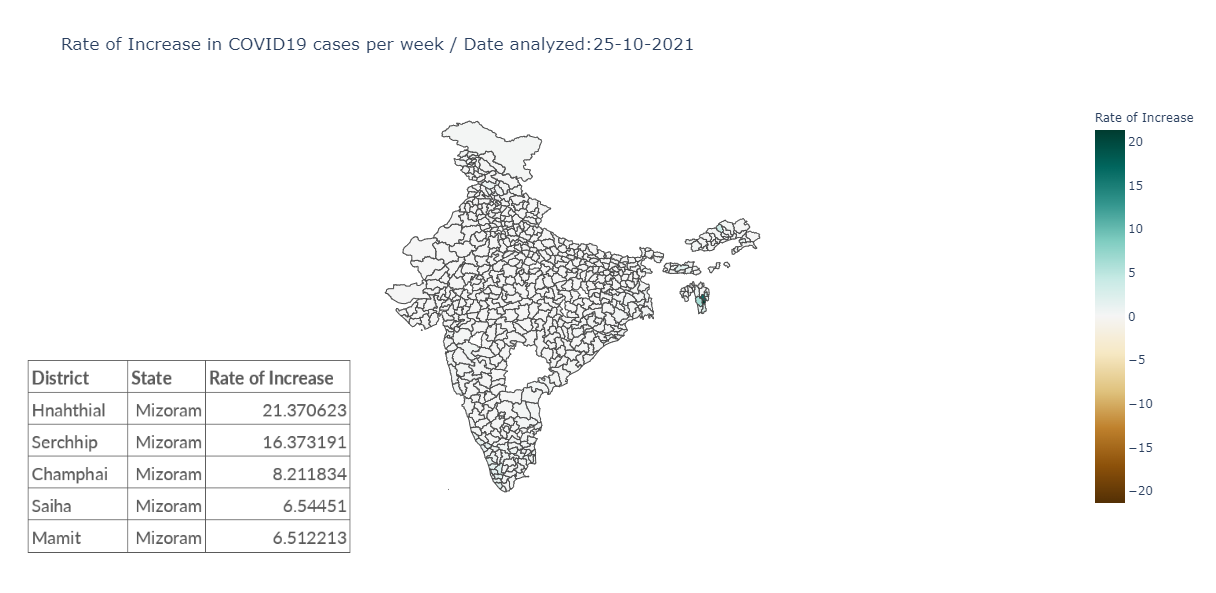 Rate of Increase in COVID19 cases per week / Date analyzed:25-10-2021
Rate of Increase
20
15
10
5
0
−5
−10
−15
−20
District State Rate of Increase
Hnahthial Mizoram 21.370623
Serchhip Mizoram 16.373191
Champhai Mizoram 8.211834
Saiha Mizoram 6.54451
Mamit Mizoram 6.512213